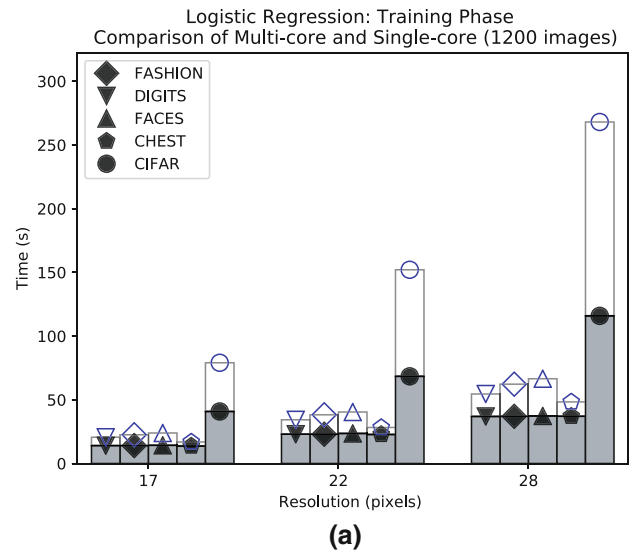 Logistic Regression: Training Phase
Comparison of Multi-core and Single-core (1200 images)
300
250
200
150
100
50
0
Time (s)
FASHION
DIGITS
FACES
CHEST
CIFAR
17
22
28
Resolution (pixels)
(a)